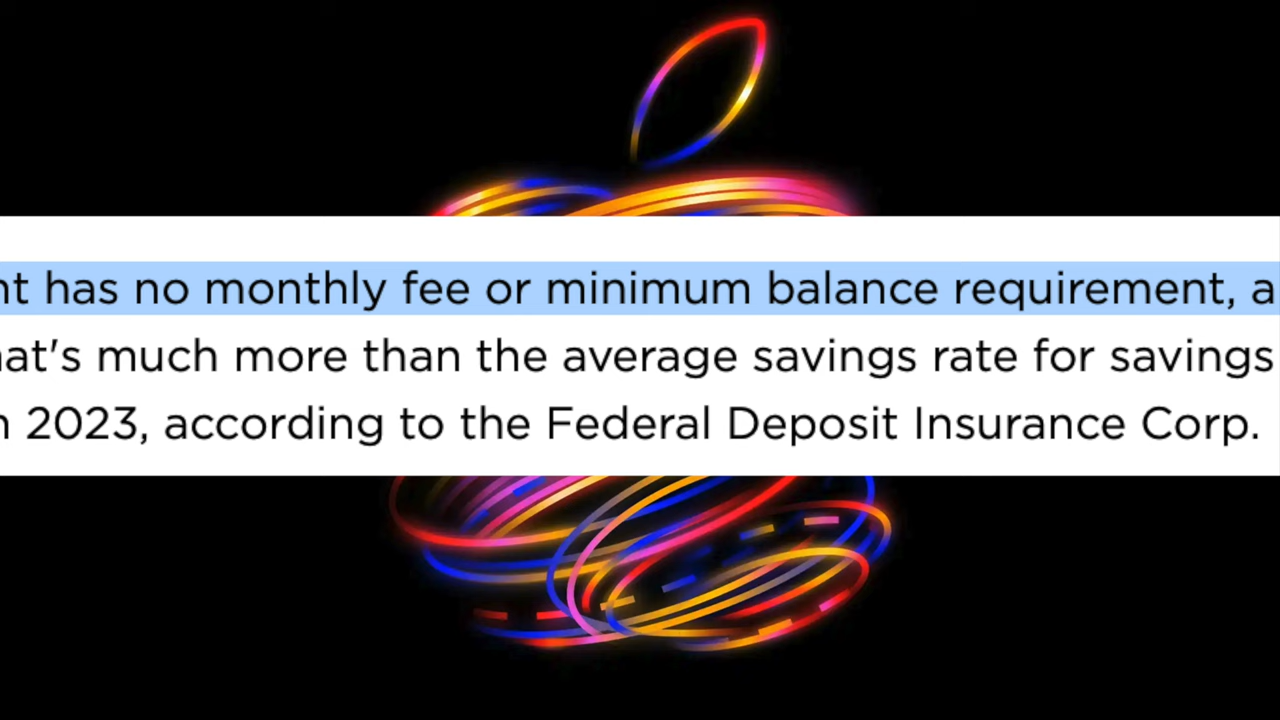 has no monthly fee or minimum balance requirement, a
much more than the average savings rate for savings
2023, according to the Federal Deposit Insurance Corp.